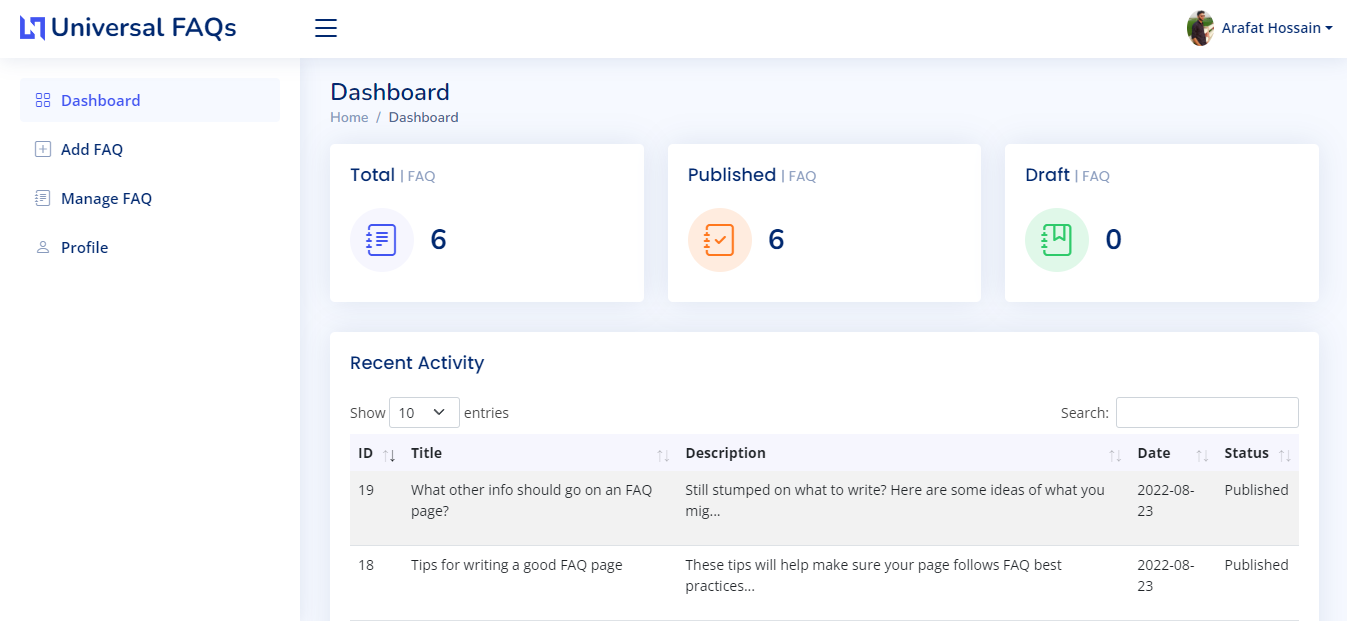 Universal FAQs
Arafat Hossain
Dashboard
Add FAQ
Manage FAQ
Profile
Dashboard
Home / Dashboard
Total | FAQ
6
Published | FAQ
6
Draft | FAQ
0
Recent Activity
Show 10 entries
Search:
ID Title Description Date Status
19 What other info should go on an FAQ Still stumped on what to write? Here are some ideas of what you 2022-08- Published
page? mig... 23
18 Tips for writing a good FAQ page These tips will help make sure your page follows FAQ best 2022-08- Published
practices... 23